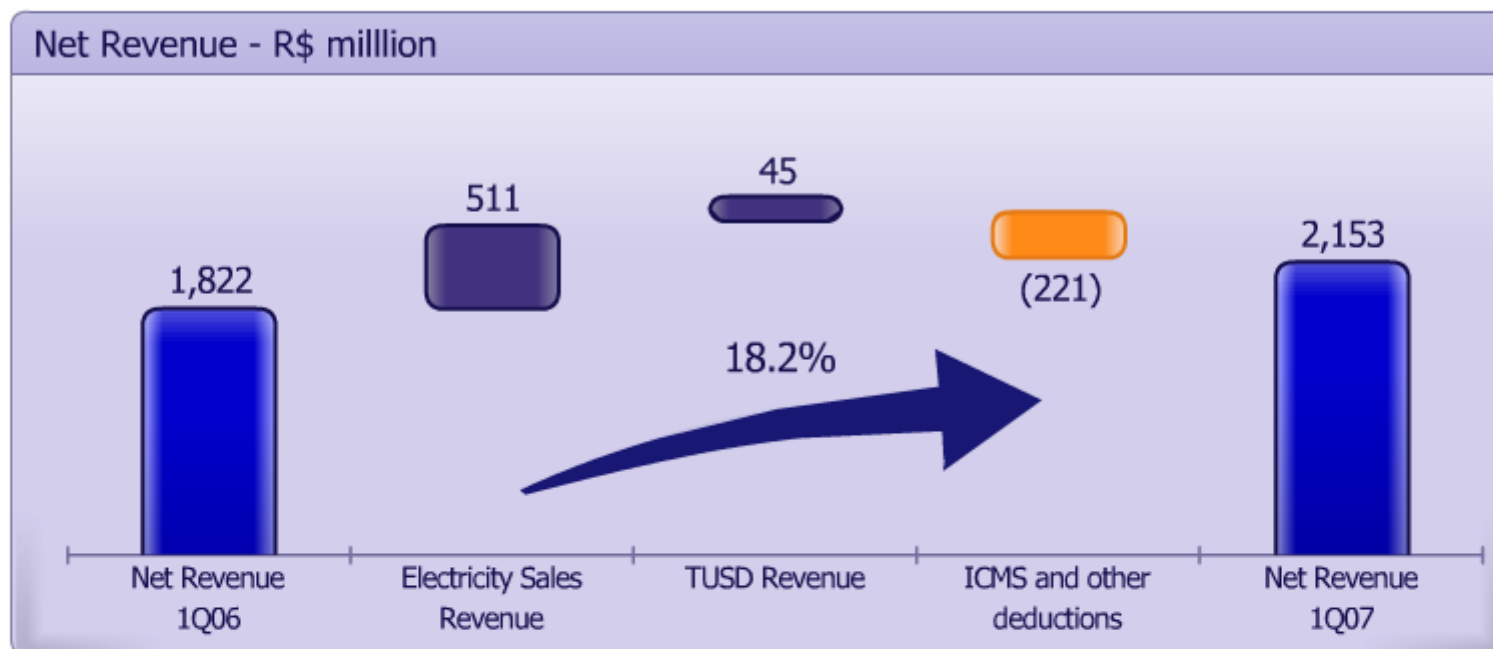 Net Revenue - R$ milllion
45
511
2,153
1,822
(221)
18.2%
Net Revenue
1Q06
Electricity Sales
Revenue
TUSD Revenue
ICMS and other
deductions
Net Revenue
1Q07